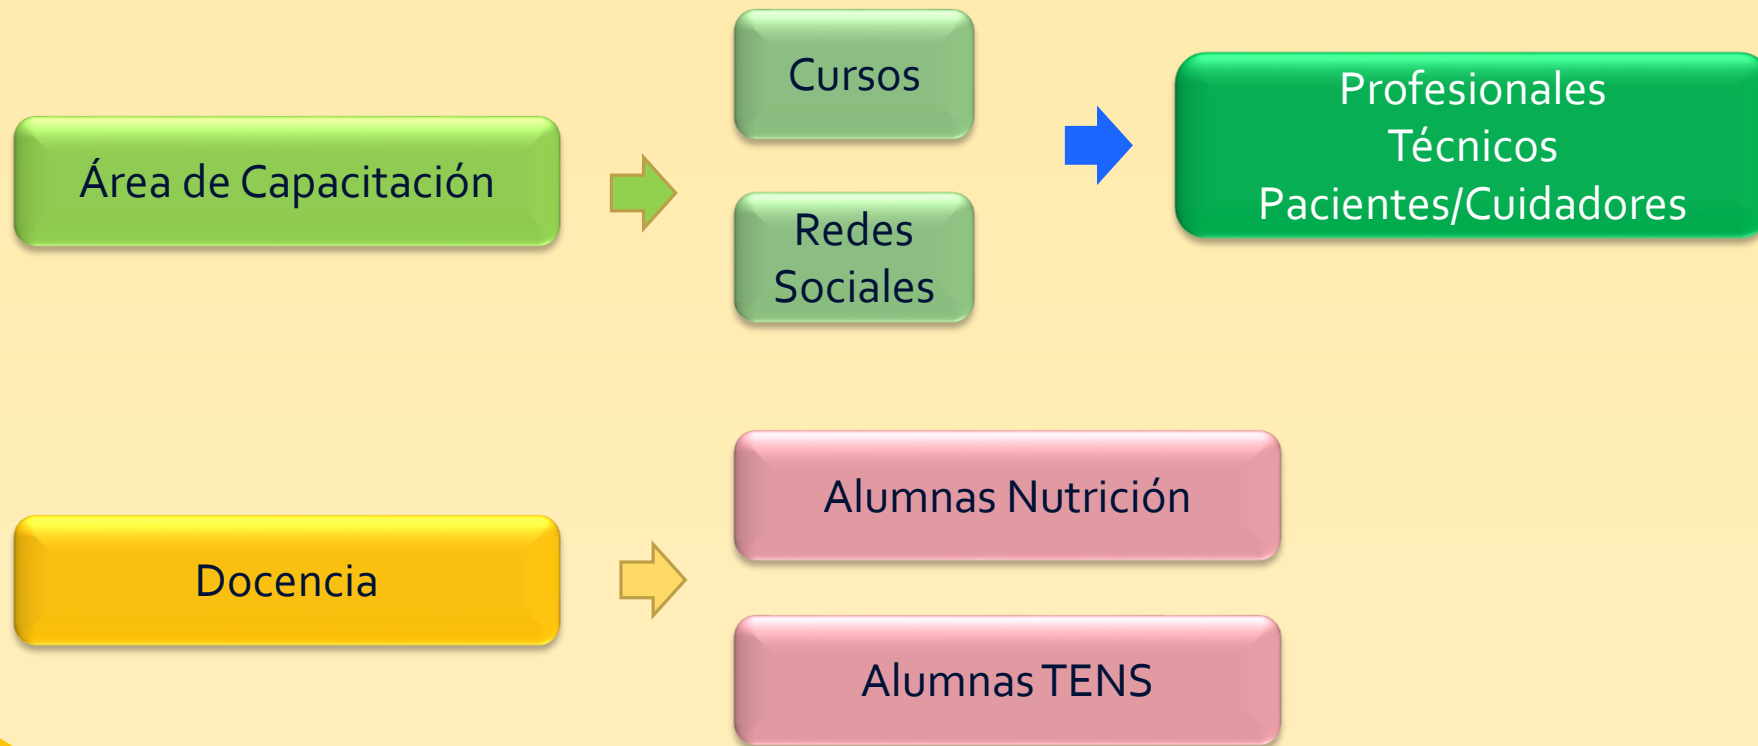 Área de Capacitación
Cursos
Redes
Sociales
Profesionales
Técnicos
Pacientes/Cuidadores
Docencia
Alumnas Nutrición
Alumnas TENS